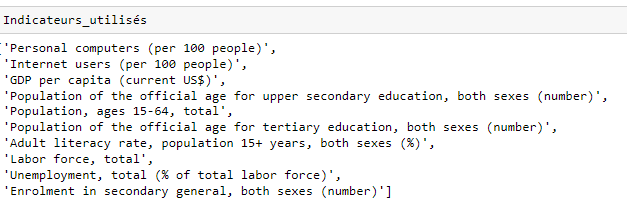 Indicateurs_utilisés
['Personal computers (per 100 people)',
'Internet users (per 100 people)',
'GDP per capita (current US$)',
'Population of the official age for upper secondary education, both sexes (number)',
'Population, ages 15-64, total',
'Population of the official age for tertiary education, both sexes (number)',
'Adult literacy rate, population 15+ years, both sexes (%)',
'Labor force, total',
'Unemployment, total (% of total labor force)',
'Enrolment in secondary general, both sexes (number)']